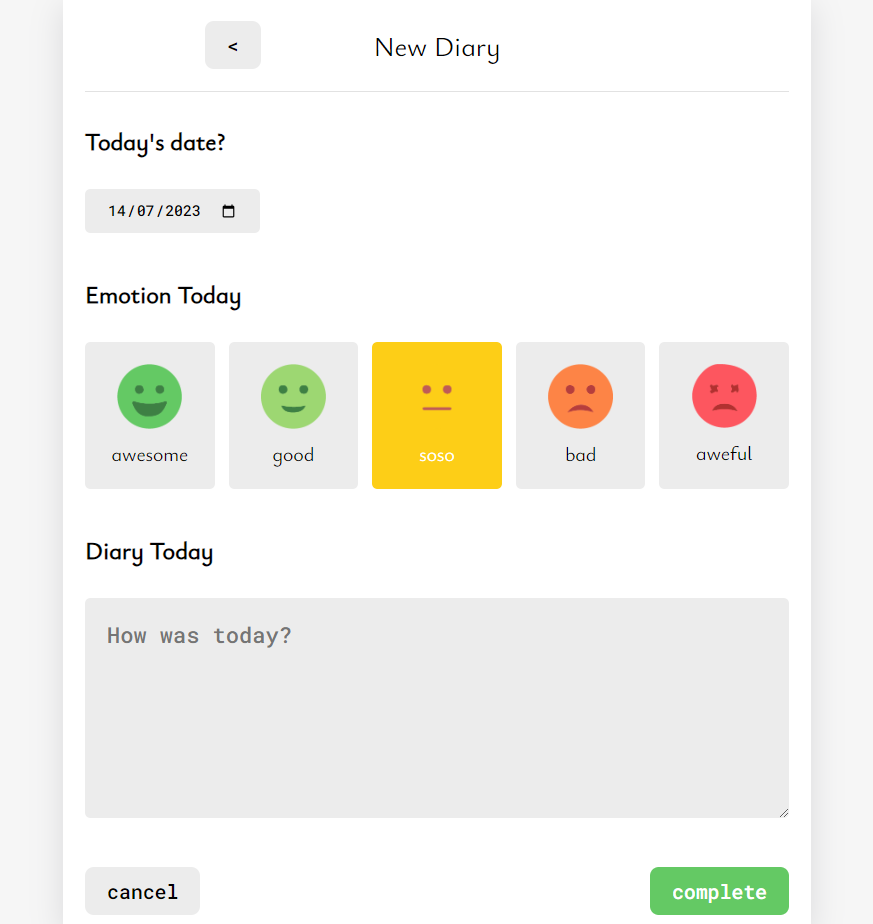 < New Diary
Today's date?
14/07/2023
Emotion Today
awesome good soso bad aweful
Diary Today
How was today?
cancel complete